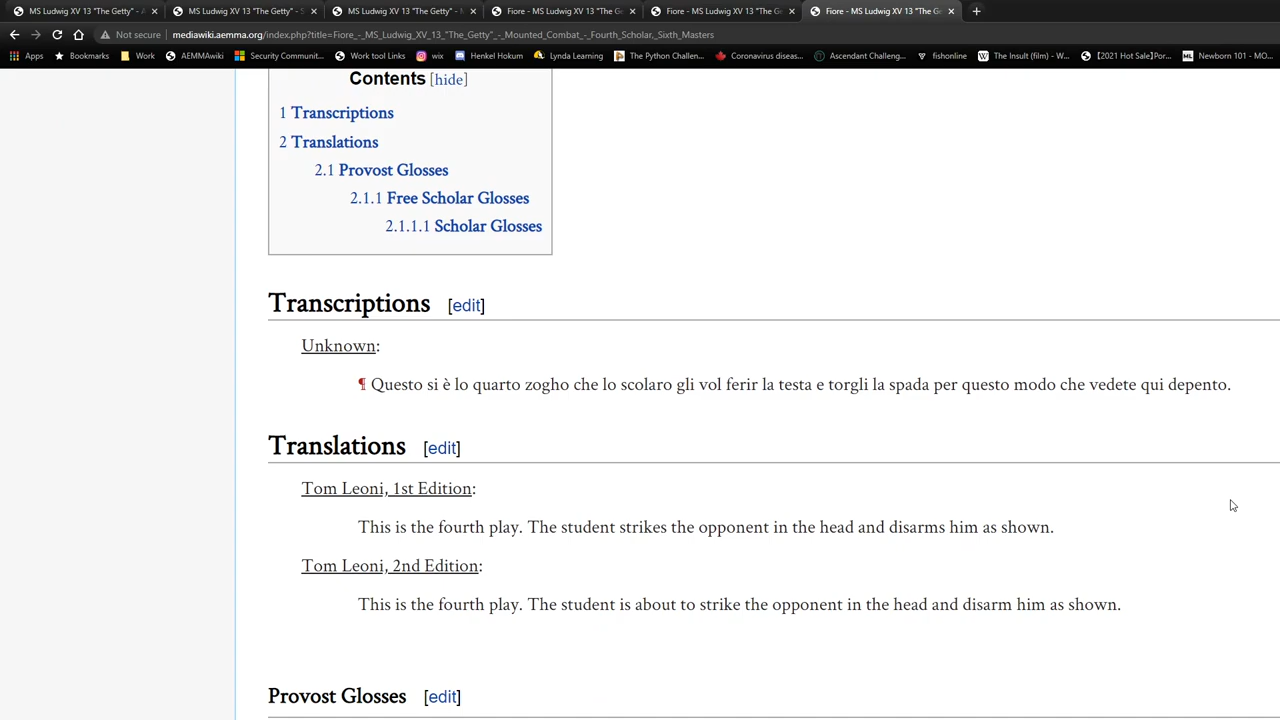 MS Ludwig XV 13 "The Getty" - A × MS Ludwig XV 13 "The Getty" - S × MS Ludwig XV 13 "The Getty" - M × Fiore - MS Ludwig XV 13 "The Ge × Fiore - MS Ludwig XV 13 "The Ge × Fiore - MS Ludwig XV 13 "The Ge × +
Not secure | mediawiki.aemma.org/index.php?title=Fiore_-_MS_Ludwig_XV_13_"The_Getty"_-_Mounted_Combat_-_Fourth_Scholar,_Sixth_Masters
Apps Bookmarks Work AEMMAwiki Security Communit... Work tool Links wix Henkel Hokum Lynda Learning The Python Challen... Coronavirus diseas... Ascendant Challeng... fishonline The Insult (film) - W... 【2021 Hot Sale】Por... Newborn 101 - MO...
Contents [hide]
1 Transcriptions
2 Translations
2.1 Provost Glosses
2.1.1 Free Scholar Glosses
2.1.1.1 Scholar Glosses
Transcriptions [edit]
Unknown:
¶ Questo si è lo quarto zogho che lo scolaro gli vol ferir la testa e torgli la spada per questo modo che vedete qui depento.
Translations [edit]
Tom Leoni, 1st Edition:
This is the fourth play. The student strikes the opponent in the head and disarms him as shown.
Tom Leoni, 2nd Edition:
This is the fourth play. The student is about to strike the opponent in the head and disarm him as shown.
Provost Glosses [edit]